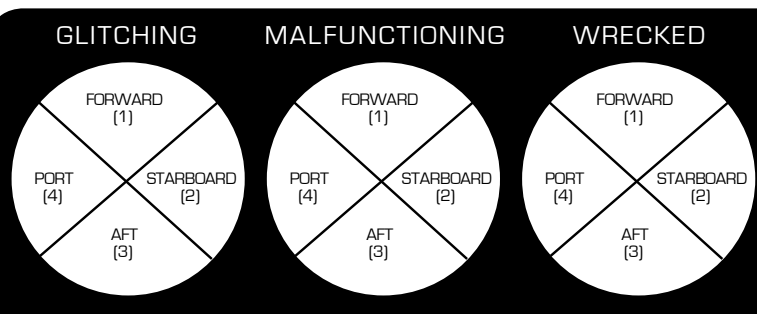 GLITCHING MALFUNCTIONING WRECKED
FORWARD
(1)
PORT
(4)
STARBOARD
(2)
AFT
(3)
FORWARD
(1)
PORT
(4)
STARBOARD
(2)
AFT
(3)
FORWARD
(1)
PORT
(4)
STARBOARD
(2)
AFT
(3)